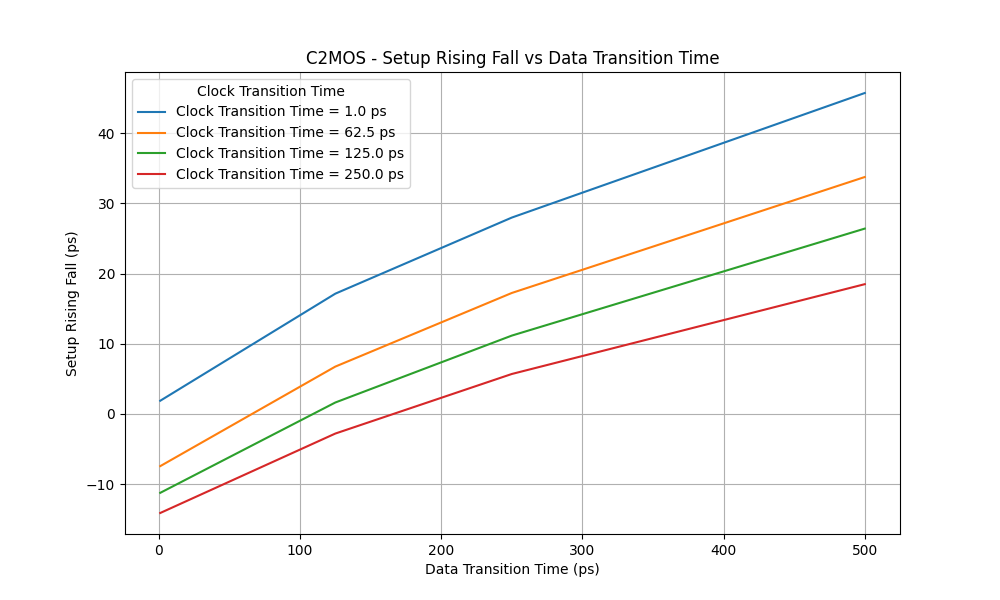 C2MOS - Setup Rising Fall vs Data Transition Time
Clock Transition Time
Clock Transition Time = 1.0 ps
Clock Transition Time = 62.5 ps
Clock Transition Time = 125.0 ps
Clock Transition Time = 250.0 ps
Setup Rising Fall (ps)
40
30
20
10
0
−10
0 100 200 300 400 500
Data Transition Time (ps)